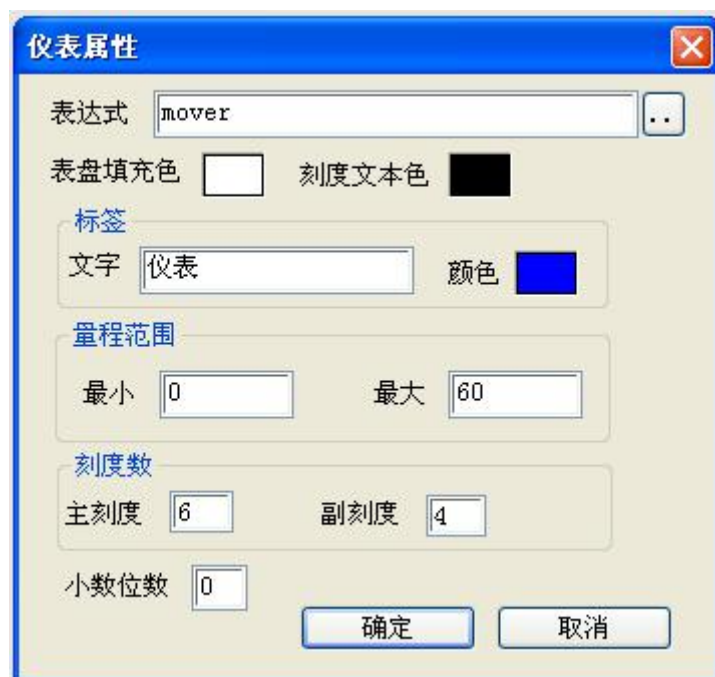 仪表属性
表达式 mover ..
表盘填充色 刻度文本色
标签
文字 仪表 颜色
量程范围
最小 0 最大 60
刻度数
主刻度 6 副刻度 4
小数位数 0
确定 取消